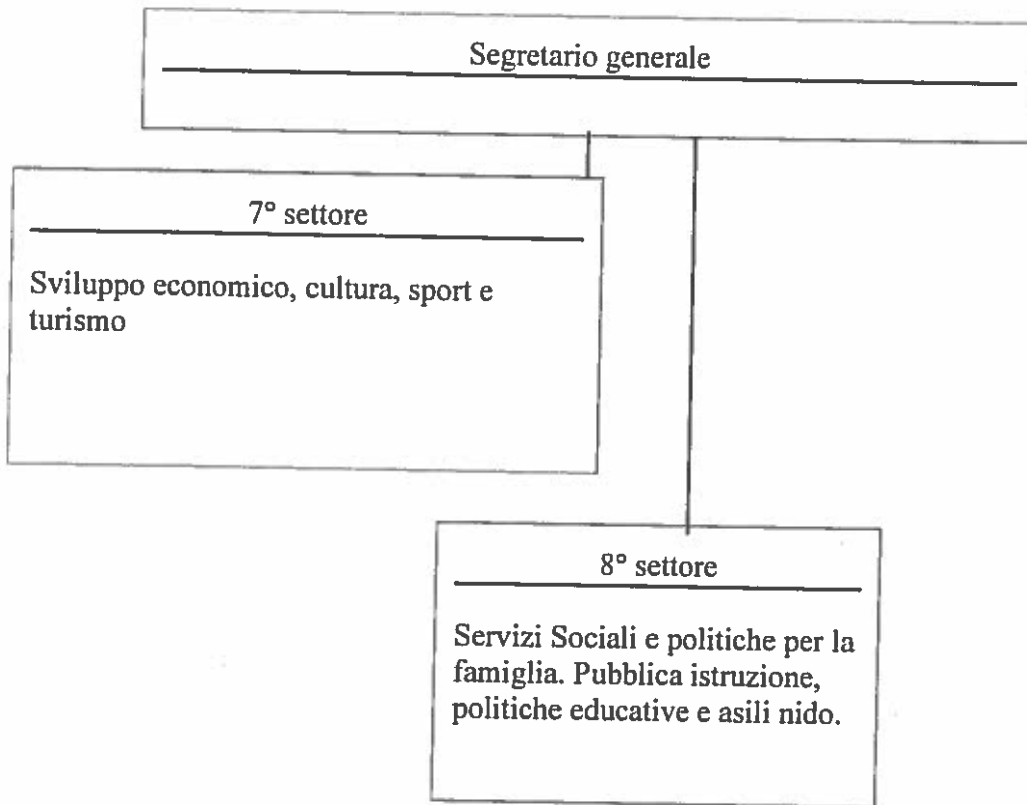 Segretario generale
7° settore
Sviluppo economico, cultura, sport e
turismo
8° settore
Servizi Sociali e politiche per la
famiglia. Pubblica istruzione,
politiche educative e asili nido.